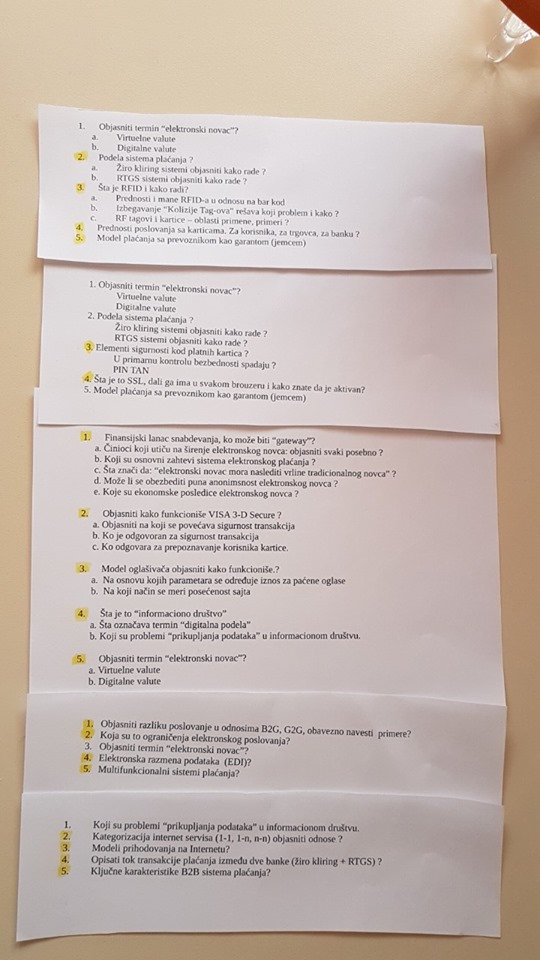 1. Objasniti termin "elektronski novac"?
a. Virtuelne valute
b. Digitalne valute
2. Podela sistema plaćanja ?
a. Žiro kliring sistemi objasniti kako rade ?
b. RTGS sistemi objasniti kako rade ?
3. Šta je RFID i kako radi?
a. Prednosti i mane RFID-a u odnosu na bar kod
b. Izbegavanje "Kolizije Tag-ova" rešava koji problem i kako ?
c. RF tagovi i kartice – oblasti primene, primeri ?
4. Prednosti poslovanja sa karticama. Za korisnika, za trgovca, za banku ?
5. Model plaćanja sa prevoznikom kao garantom (jemcem)
1. Objasniti termin "elektronski novac"?
Virtuelne valute
Digitalne valute
2. Podela sistema plaćanja ?
Žiro kliring sistemi objasniti kako rade ?
RTGS sistemi objasniti kako rade ?
3. Elementi sigurnosti kod platnih kartica ?
U primarnu kontrolu bezbednosti spadaju ?
PIN TAN
4. Šta je to SSL, dali ga ima u svakom brouzeru i kako znate da je aktivan?
5. Model plaćanja sa prevoznikom kao garantom (jemcem)
1. Finansijski lanac snabdevanja, ko može biti "gateway"?
a. Činioci koji utiču na širenje elektronskog novca: objasniti svaki posebno ?
b. Koji su osnovni zahtevi sistema elektronskog plaćanja ?
c. Šta znači da: "elektronski novac mora naslediti vrline tradicionalnog novca" ?
d. Može li se obezbediti puna anonimsnost elektronskog novca ?
e. Koje su ekonomske posledice elektronskog novca ?
2. Objasniti kako funkcioniše VISA 3-D Secure ?
a. Objasniti na koji se povećava sigurnost transakcija
b. Ko je odgovoran za sigurnost transakcija
c. Ko odgovara za prepoznavanje korisnika kartice.
3. Model oglašivača objasniti kako funkcioniše.?
a. Na osnovu kojih parametara se određuje iznos za paćene oglase
b. Na koji način se meri posećenost sajta
4. Šta je to "informaciono društvo"
a. Šta označava termin "digitalna podela"
b. Koji su problemi "prikupljanja podataka" u informacionom društvu.
5. Objasniti termin "elektronski novac"?
a. Virtuelne valute
b. Digitalne valute
1. Objasniti razliku poslovanje u odnosima B2G, G2G, obavezno navesti primere?
2. Koja su to ograničenja elektronskog poslovanja?
3. Objasniti termin "elektronski novac"?
4. Elektronska razmena podataka (EDI)?
5. Multifunkcionalni sistemi plaćanja?
1. Koji su problemi "prikupljanja podataka" u informacionom društvu.
2. Kategorizacija internet servisa (1-1, 1-n, n-n) objasniti odnose ?
3. Modeli prihodovanja na Internetu?
4. Opisati tok transakcije plaćanja između dve banke (žiro kliring + RTGS) ?
5. Ključne karakteristike B2B sistema plaćanja?